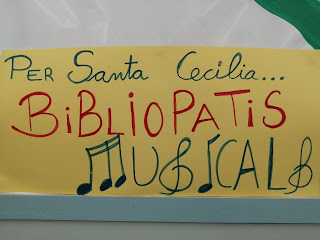 PER Santa Cecilia...
BiBLiOPATiS
MUSiCALS